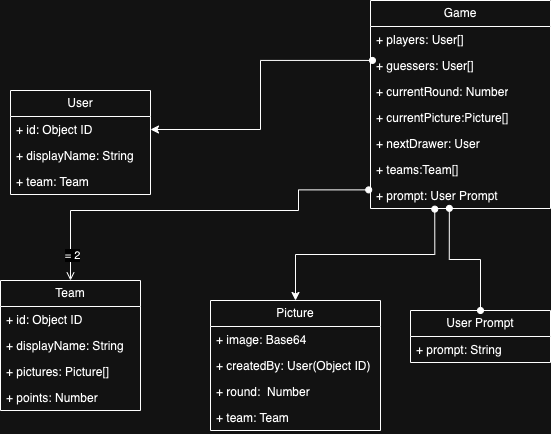 Game
+ players: User[]
+ guessers: User[]
+ currentRound: Number
+ currentPicture:Picture[]
+ nextDrawer: User
+ teams:Team[]
+ prompt: User Prompt
User
+ id: Object ID
+ displayName: String
+ team: Team
= 2
Team
+ id: Object ID
+ displayName: String
+ pictures: Picture[]
+ points: Number
Picture
+ image: Base64
+ createdBy: User(Object ID)
+ round:  Number
+ team: Team
User Prompt
+ prompt: String